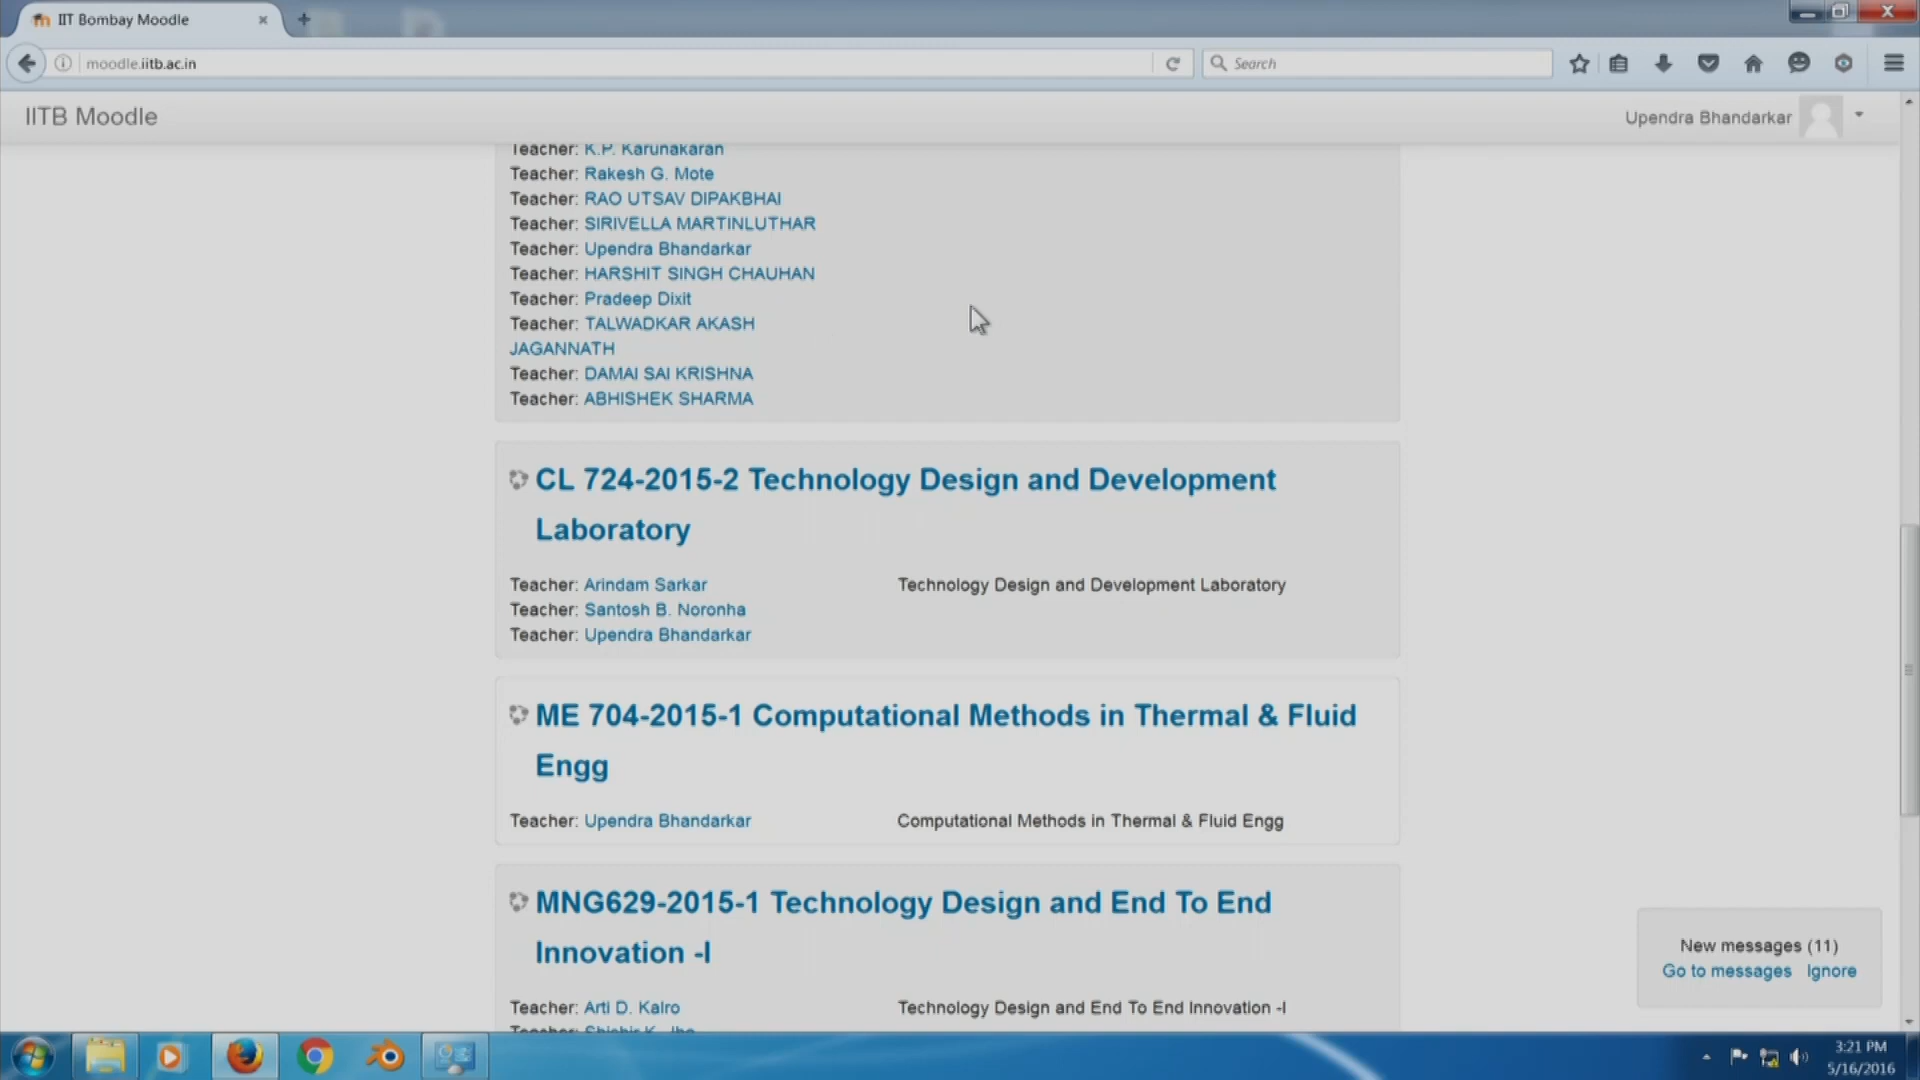 IIT Bombay Moodle
moodle.iitb.ac.in
Search
IITB Moodle
Upendra Bhandarkar
Teacher: K.P. Karunakaran
Teacher: Rakesh G. Mote
Teacher: RAO UTSAV DIPAKBHAI
Teacher: SIRIVELLA MARTINLUTHAR
Teacher: Upendra Bhandarkar
Teacher: HARSHIT SINGH CHAUHAN
Teacher: Pradeep Dixit
Teacher: TALWADKAR AKASH
JAGANNATH
Teacher: DAMAI SAI KRISHNA
Teacher: ABHISHEK SHARMA
CL 724-2015-2 Technology Design and Development
Laboratory
Teacher: Arindam Sarkar
Technology Design and Development Laboratory
Teacher: Santosh B. Noronha
Teacher: Upendra Bhandarkar
ME 704-2015-1 Computational Methods in Thermal & Fluid
Engg
Teacher: Upendra Bhandarkar
Computational Methods in Thermal & Fluid Engg
MNG629-2015-1 Technology Design and End To End
Innovation -I
Teacher: Arti D. Kalro
Technology Design and End To End Innovation -I
New messages (11)
Go to messages Ignore
3:21 PM
5/16/2016